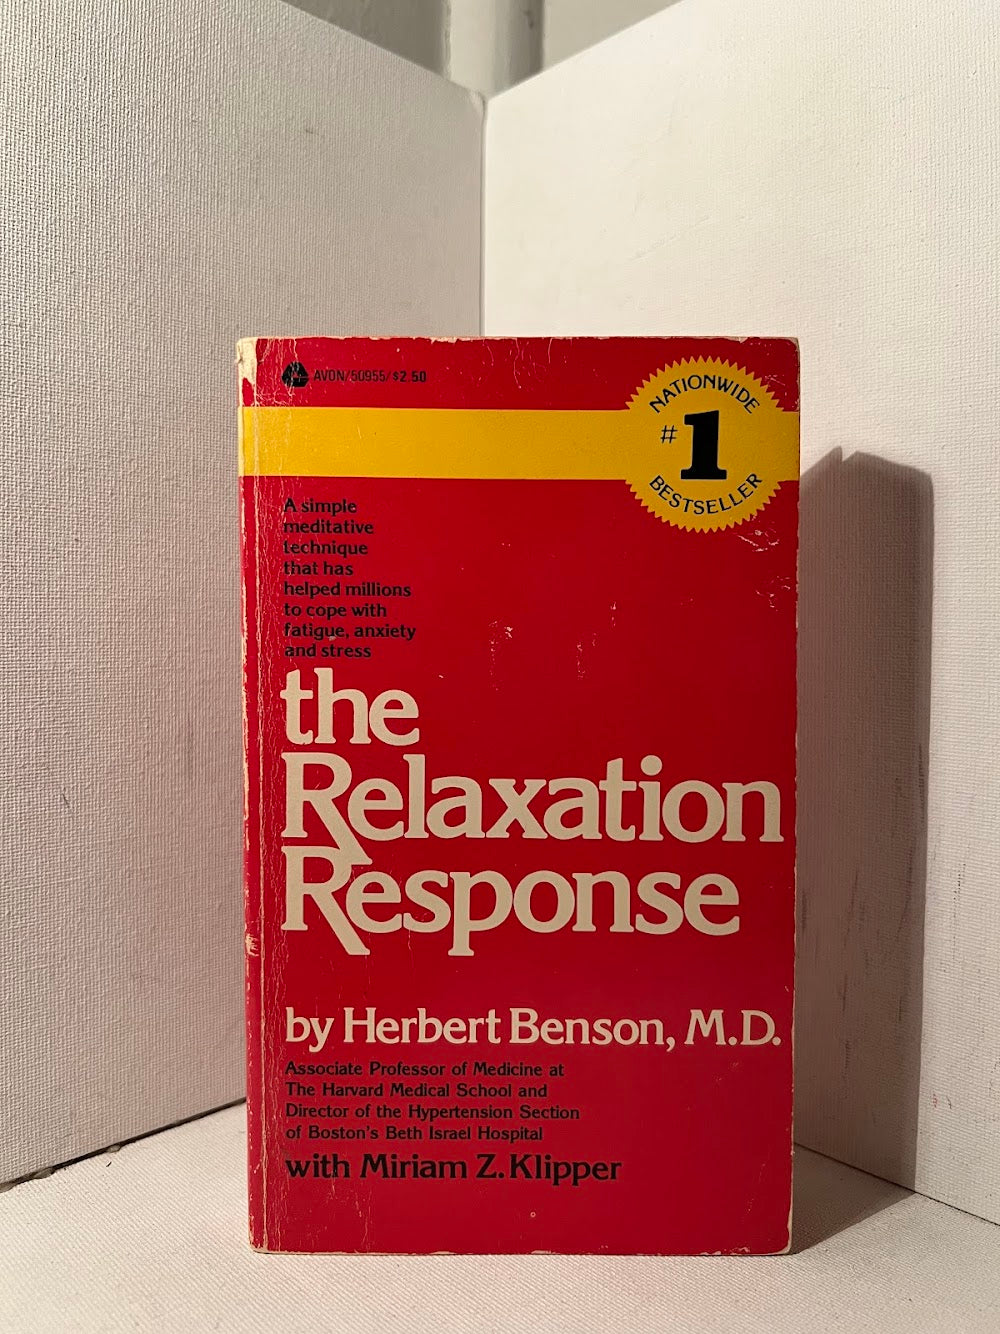 AVON/50955/$2.50
NATIONWIDE
#1
BESTSELLER
A simple
meditative
technique
that has
helped millions
to cope with
fatigue, anxiety
and stress
the
Relaxation
Response
by Herbert Benson, M.D.
Associate Professor of Medicine at
The Harvard Medical School and
Director of the Hypertension Section
of Boston's Beth Israel Hospital
with Miriam Z. Klipper